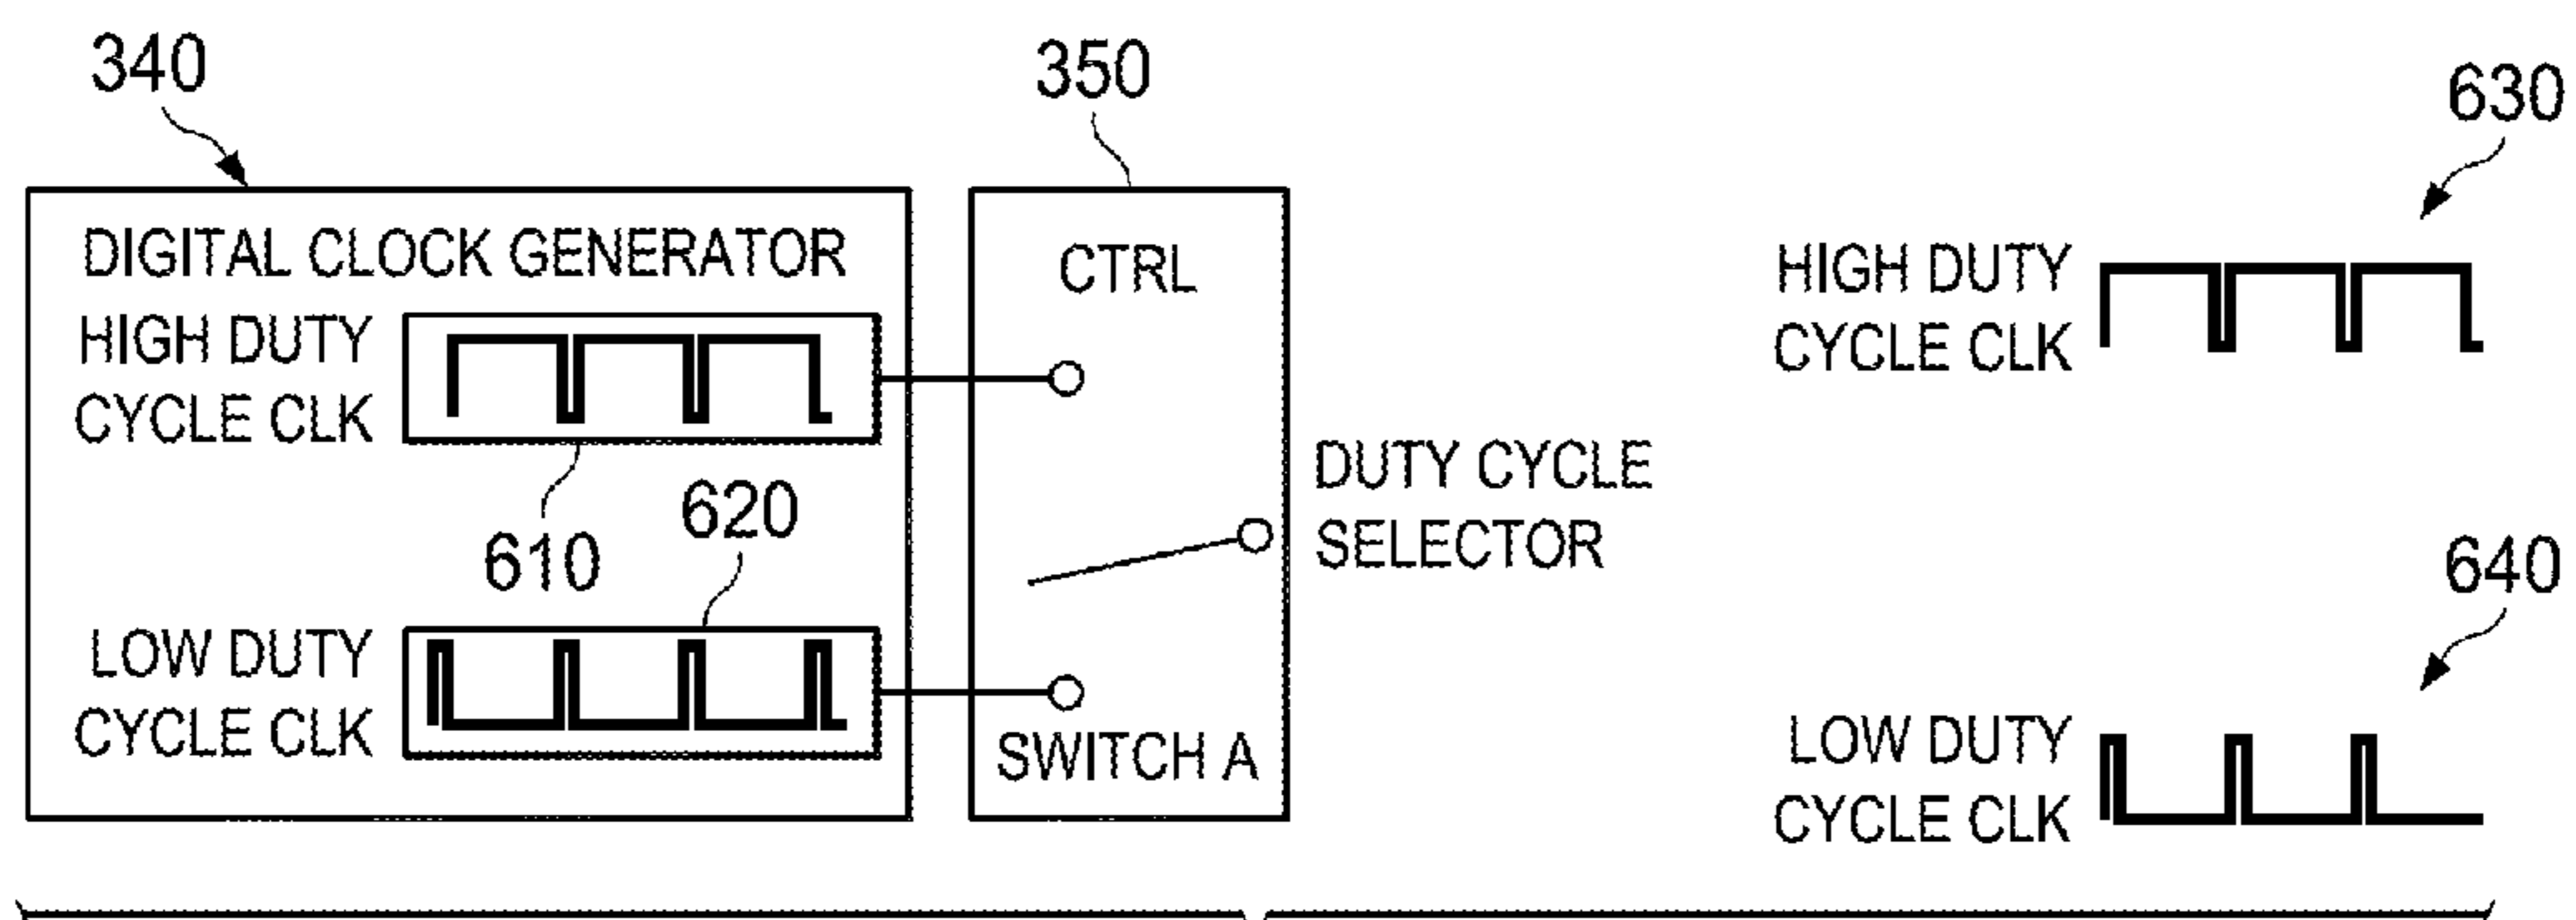 340
350
630
DIGITAL CLOCK GENERATOR
HIGH DUTY
CYCLE CLK
610
620
LOW DUTY
CYCLE CLK
CTRL
SWITCH A
DUTY CYCLE
SELECTOR
HIGH DUTY
CYCLE CLK
640
LOW DUTY
CYCLE CLK